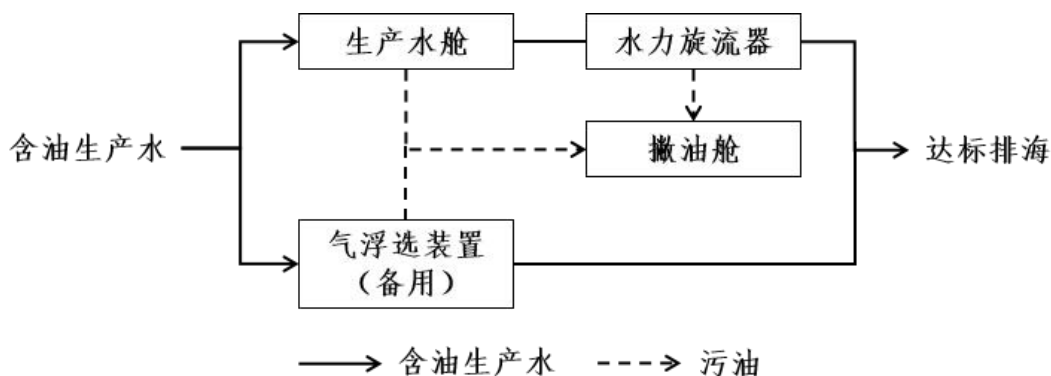 生产水舱
水力旋流器
含油生产水
撇油舱
达标排海
气浮选装置
（备用）
含油生产水
污油